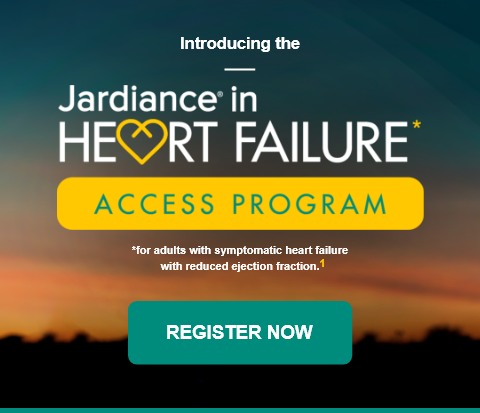 Introducing the
Jardiance® in
HEART FAILURE*
ACCESS PROGRAM
*for adults with symptomatic heart failure
with reduced ejection fraction.1
REGISTER NOW